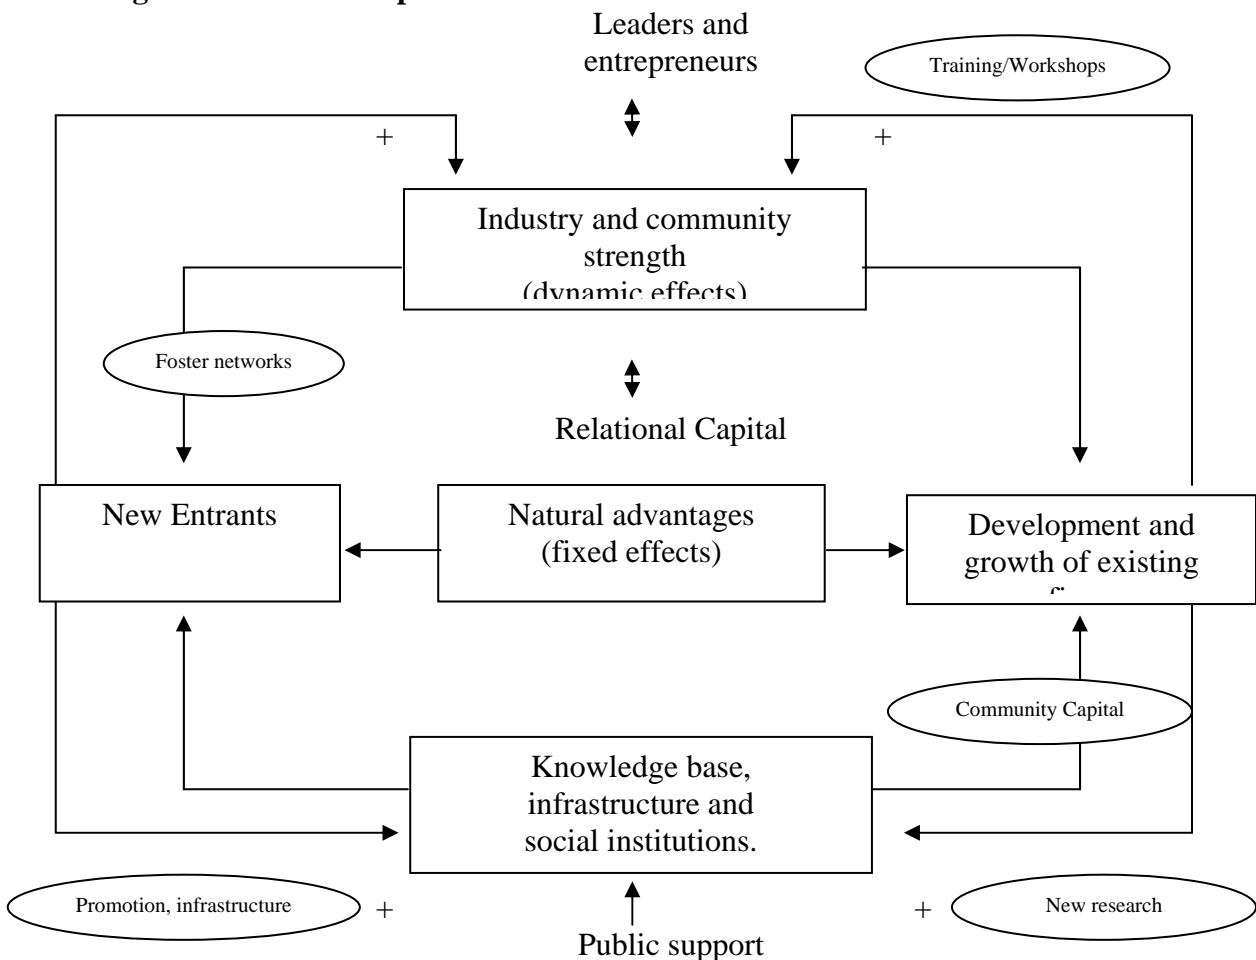 Leaders and
entrepreneurs
Training/Workshops
+
+
Industry and community
strength
(dynamic effects)
Foster networks
Relational Capital
New Entrants
Natural advantages
(fixed effects)
Development and
growth of existing
Community Capital
Knowledge base,
infrastructure and
social institutions.
Promotion, infrastructure
+
+
New research
Public support